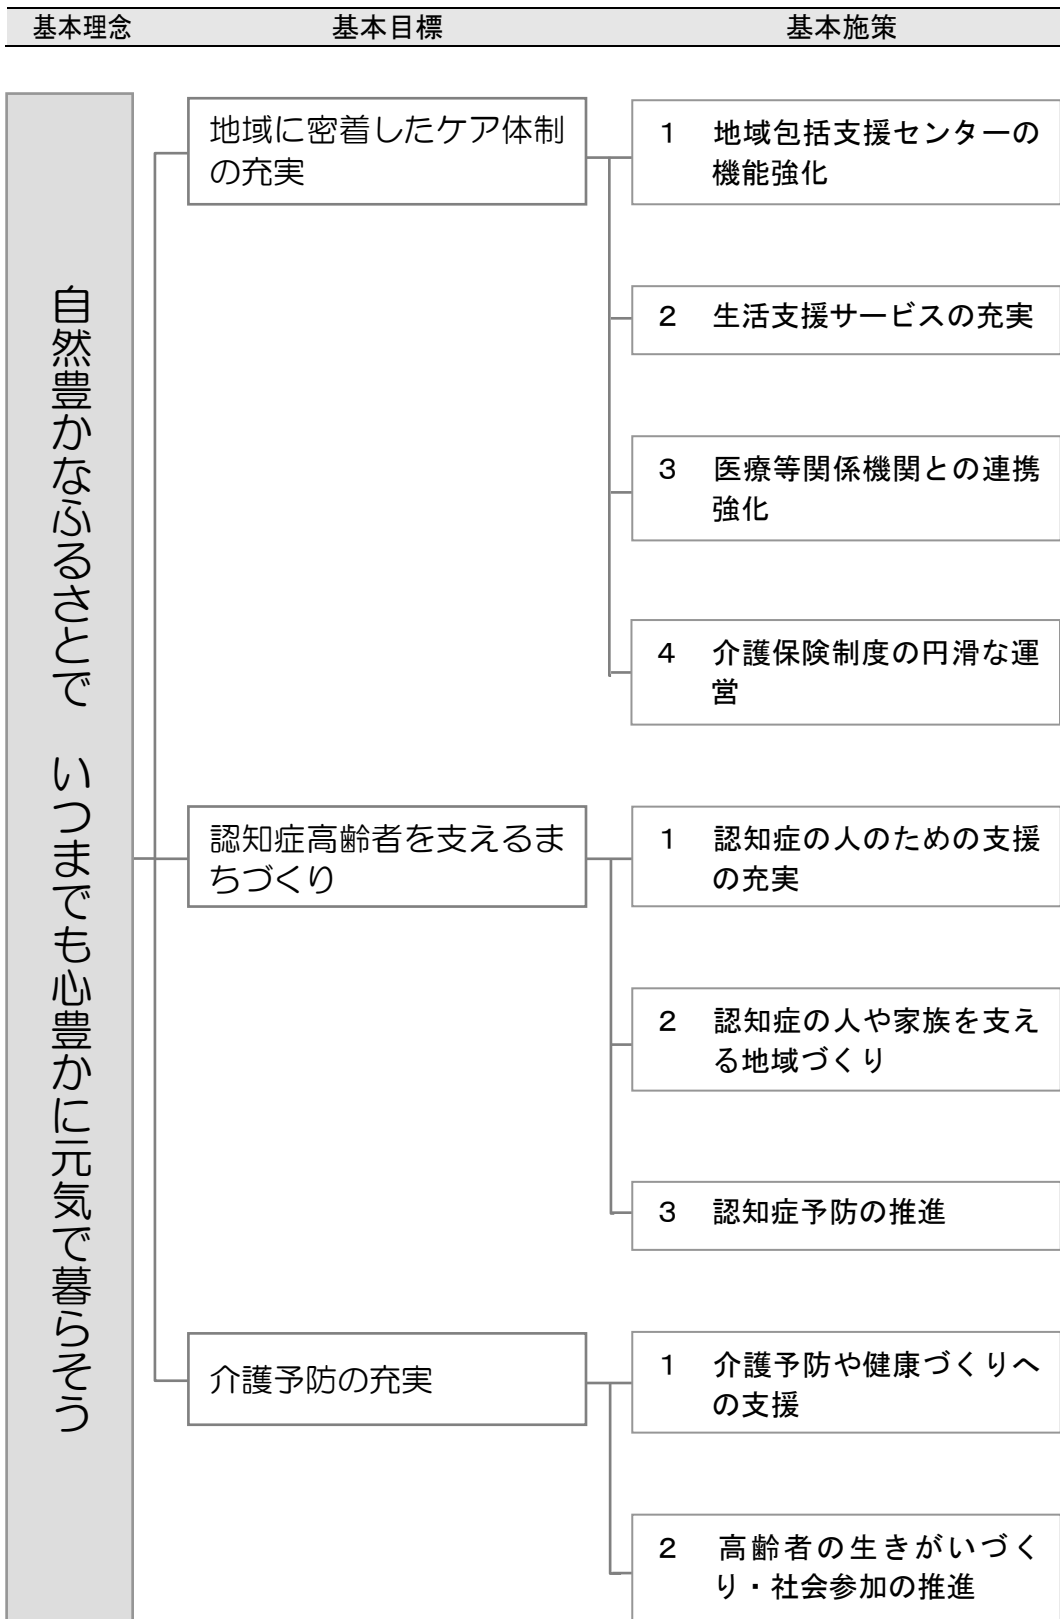 基本理念 基本目標 基本施策
自然豊かなふるさとで　いつまでも心豊かに元気で暮らそう
地域に密着したケア体制
の充実
1 地域包括支援センターの
機能強化
2 生活支援サービスの充実
3 医療等関係機関との連携
強化
4 介護保険制度の円滑な運
営
認知症高齢者を支えるま
ちづくり
1 認知症の人のための支援
の充実
2 認知症の人や家族を支え
る地域づくり
3 認知症予防の推進
介護予防の充実
1 介護予防や健康づくりへ
の支援
2 高齢者の生きがいづく
り・社会参加の推進